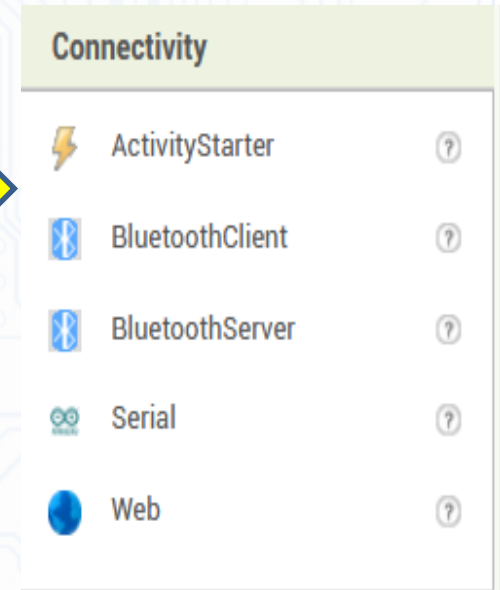 Connectivity
ActivityStarter ?
BluetoothClient ?
BluetoothServer ?
Serial ?
Web ?